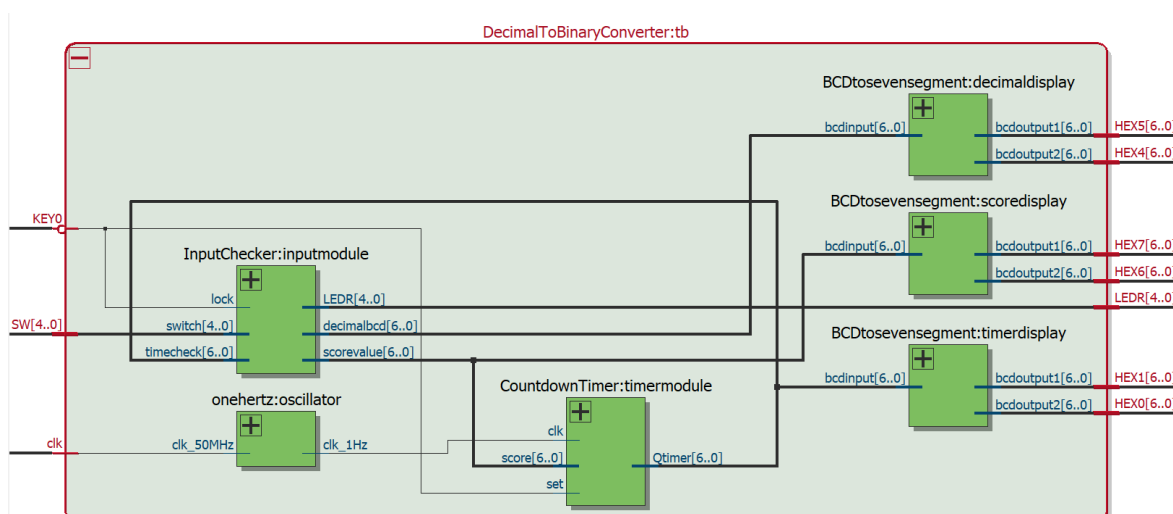 DecimalToBinaryConverter:tb
BCDtosevensegment:decimaldisplay
bcdinput[6..0]
bcdoutput1[6..0]
HEX5[6..0]
bcdoutput2[6..0]
HEX4[6..0]
BCDtosevensegment:scoredisplay
KEY0
InputChecker:inputmodule
bcdinput[6..0]
bcdoutput1[6..0]
HEX7[6..0]
bcdoutput2[6..0]
HEX6[6..0]
lock
LEDR[4..0]
LEDR[4..0]
SW[4..0]
switch[4..0]
decimalbcd[6..0]
timecheck[6..0]
scorevalue[6..0]
BCDtosevensegment:timerdisplay
CountdownTimer:timermodule
bcdinput[6..0]
bcdoutput1[6..0]
HEX1[6..0]
bcdoutput2[6..0]
HEX0[6..0]
onehertz:oscillator
clk
clk_50MHz
clk_1Hz
clk
score[6..0]
Qtimer[6..0]
set